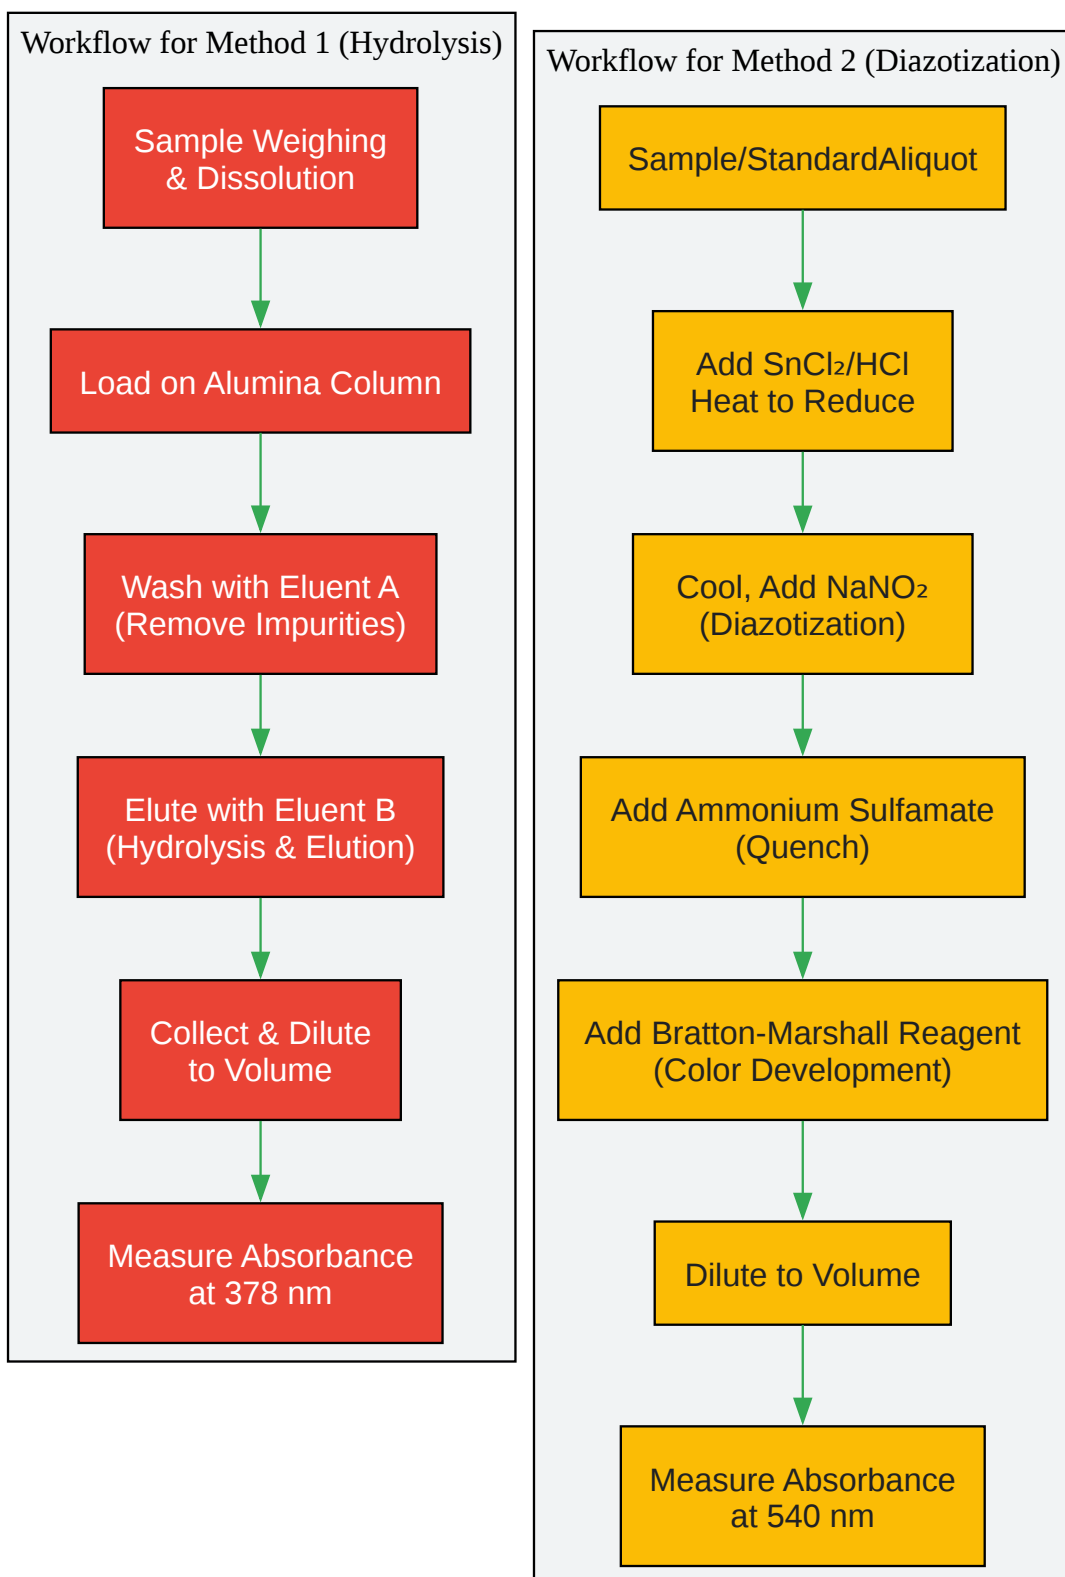 Workflow for Method 1 (Hydrolysis)
Sample Weighing
& Dissolution
Load on Alumina Column
Wash with Eluent A
(Remove Impurities)
Elute with Eluent B
(Hydrolysis & Elution)
Collect & Dilute
to Volume
Measure Absorbance
at 378 nm
Workflow for Method 2 (Diazotization)
Sample/StandardAliquot
Add SnCl₂/HCl
Heat to Reduce
Cool, Add NaNO₂
(Diazotization)
Add Ammonium Sulfamate
(Quench)
Add Bratton-Marshall Reagent
(Color Development)
Dilute to Volume
Measure Absorbance
at 540 nm